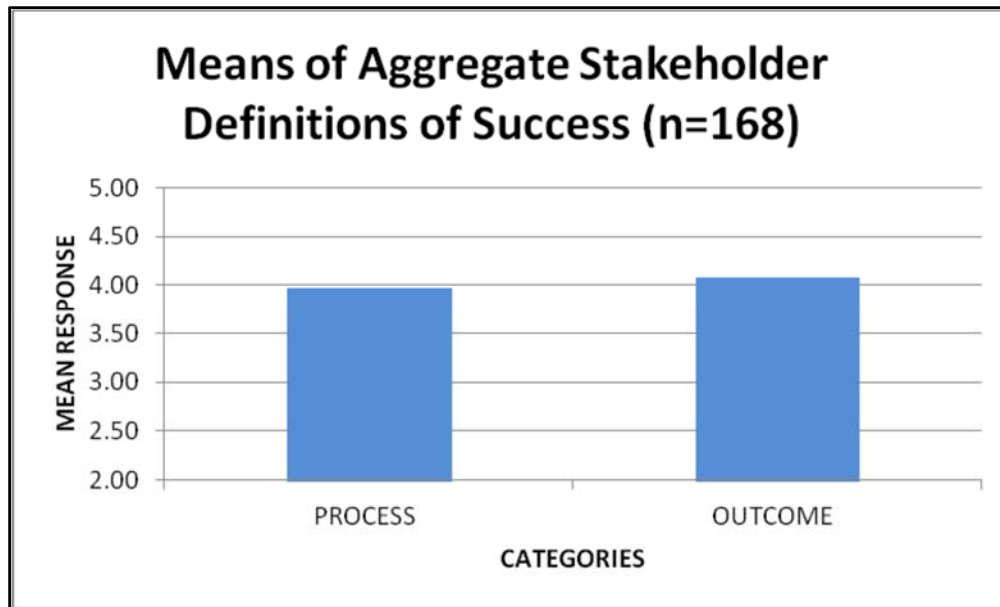 Means of Aggregate Stakeholder
Definitions of Success (n=168)
5.00
4.50
4.00
3.50
3.00
2.50
2.00
MEAN RESPONSE
PROCESS
OUTCOME
CATEGORIES